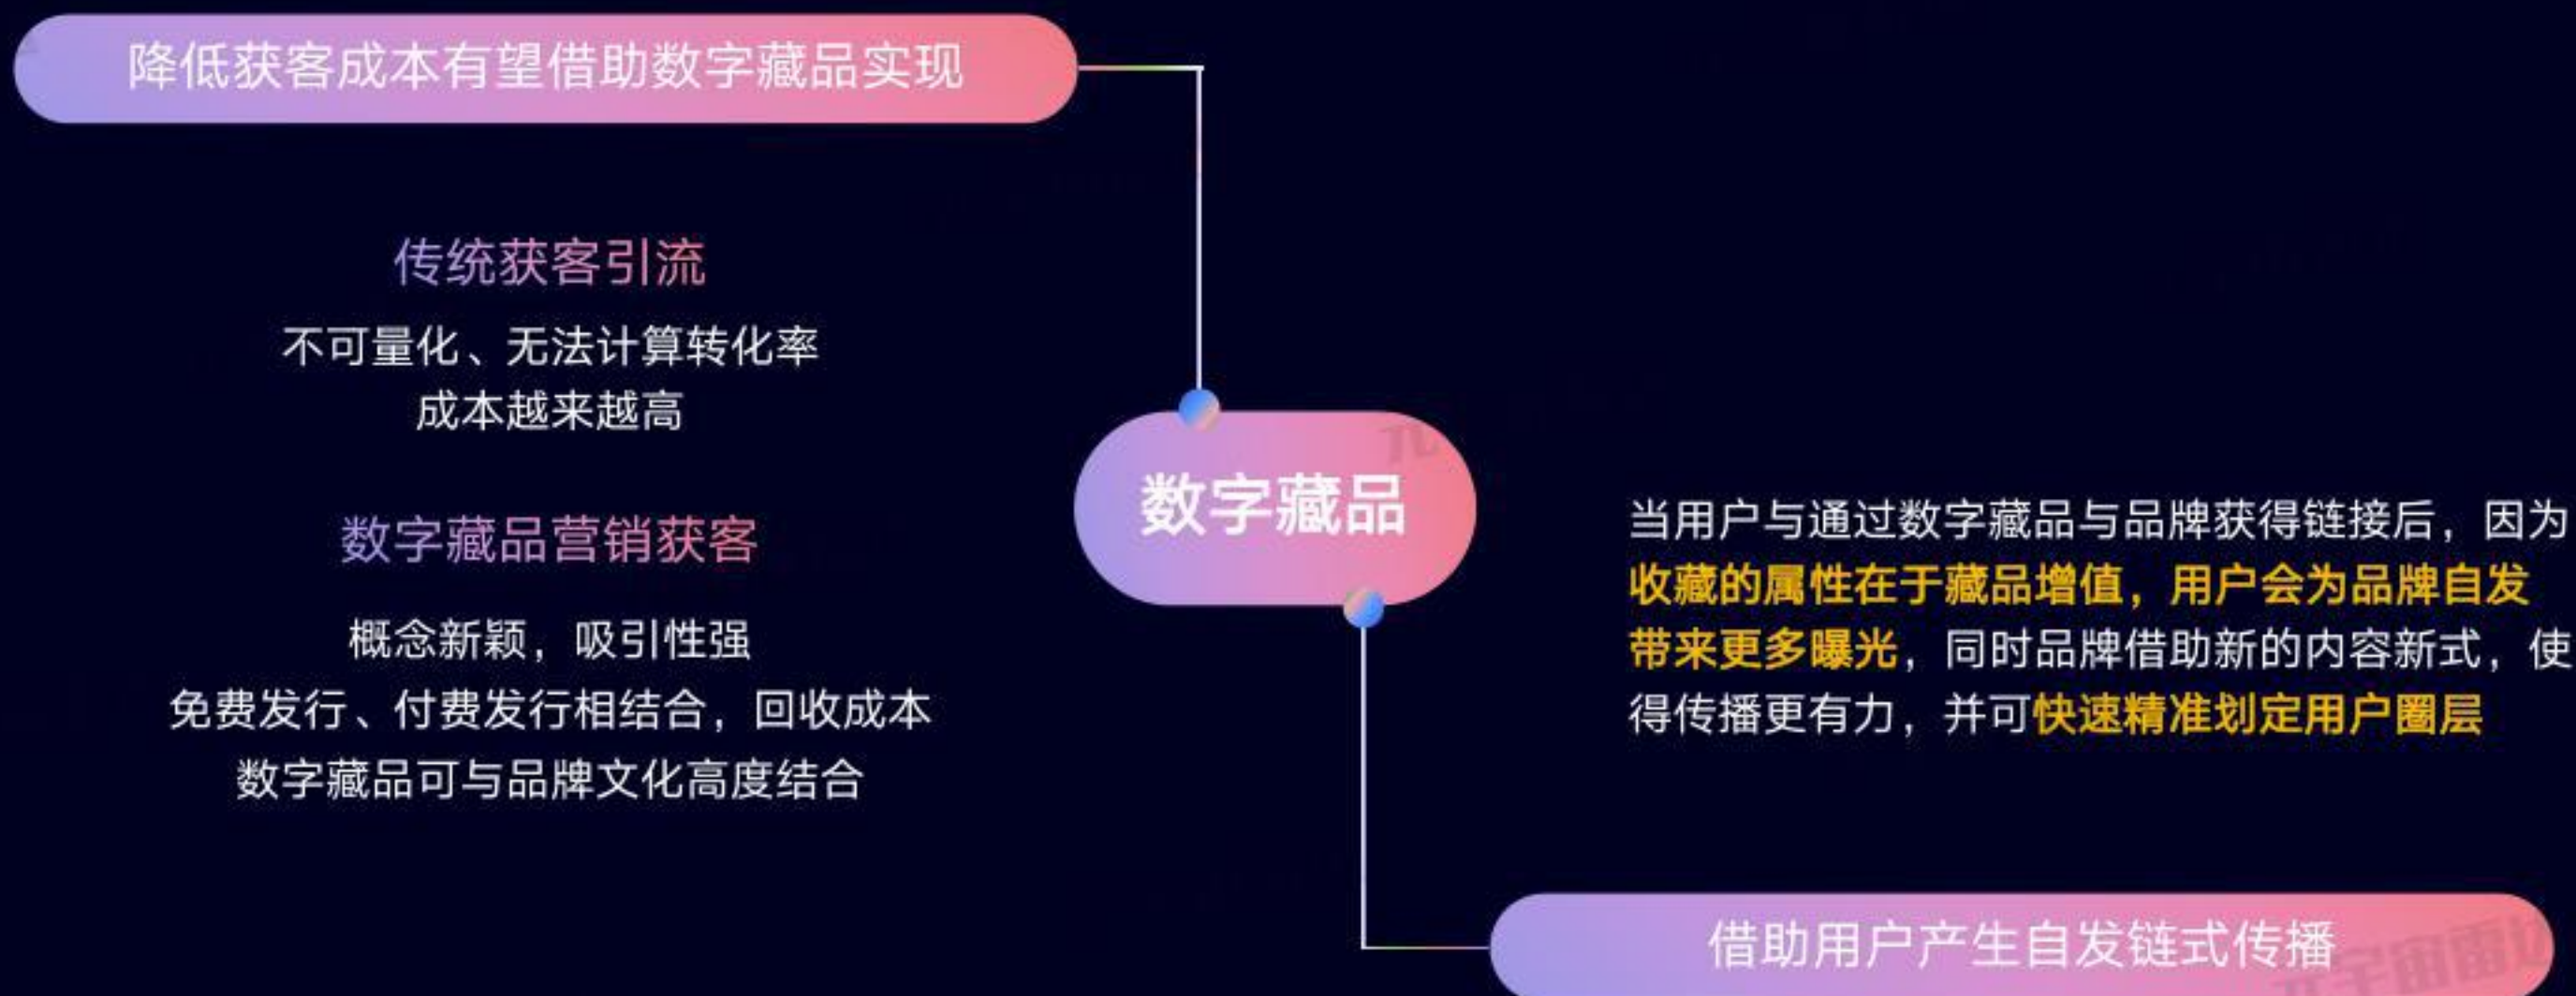 降低获客成本有望借助数字藏品实现
传统获客引流
不可量化、无法计算转化率
成本越来越高
数字藏品营销获客
概念新颖，吸引性强
免费发行、付费发行相结合，回收成本
数字藏品可与品牌文化高度结合
数字藏品
当用户与通过数字藏品与品牌获得链接后，因为
收藏的属性在于藏品增值，用户会为品牌自发
带来更多曝光，同时品牌借助新的内容新式，使
得传播更有力，并可快速精准划定用户圈层
借助用户产生自发链式传播